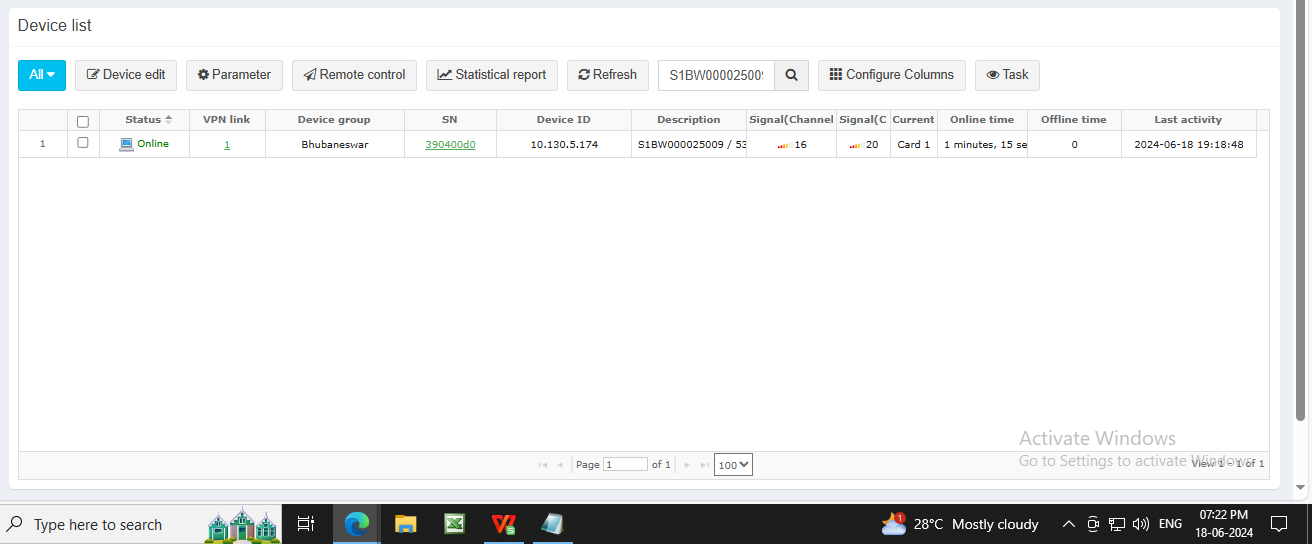 Device list
All Device edit Parameter Remote control Statistical report Refresh S1BW000025009 Configure Columns Task
Status VPN link Device group SN Device ID Description Signal(Channel Signal(C Current Online time Offline time Last activity
1 Online 1 Bhubaneswar 390400d0 10.130.5.174 S1BW000025009 / 53 16 20 Card 1 1 minutes, 15 se 0 2024-06-18 19:18:48
Activate Windows
Go to Settings to activate Windows.
Page 1 of 1 100 View 1 - 1 of 1
Type here to search 28°C Mostly cloudy ENG 07:22 PM
1 18-06-2024